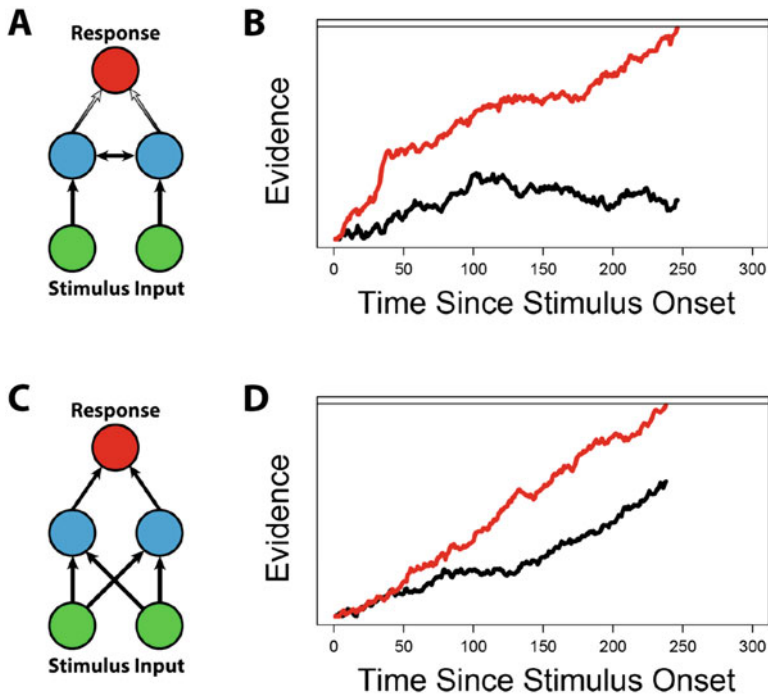 A
Response
Stimulus Input
B
Evidence
0 50 100 150 200 250 300
Time Since Stimulus Onset
C
Response
Stimulus Input
D
Evidence
0 50 100 150 200 250 300
Time Since Stimulus Onset